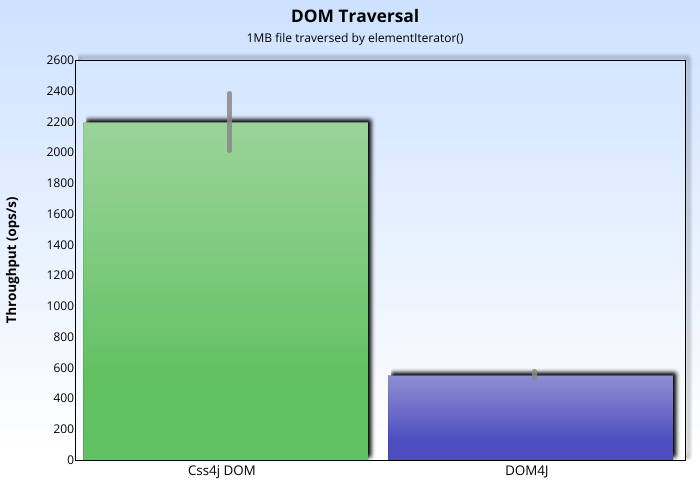 DOM Traversal
1MB file traversed by elementIterator()
Throughput (ops/s)
2600
2400
2200
2000
1800
1600
1400
1200
1000
800
600
400
200
0
Css4j DOM
DOM4J